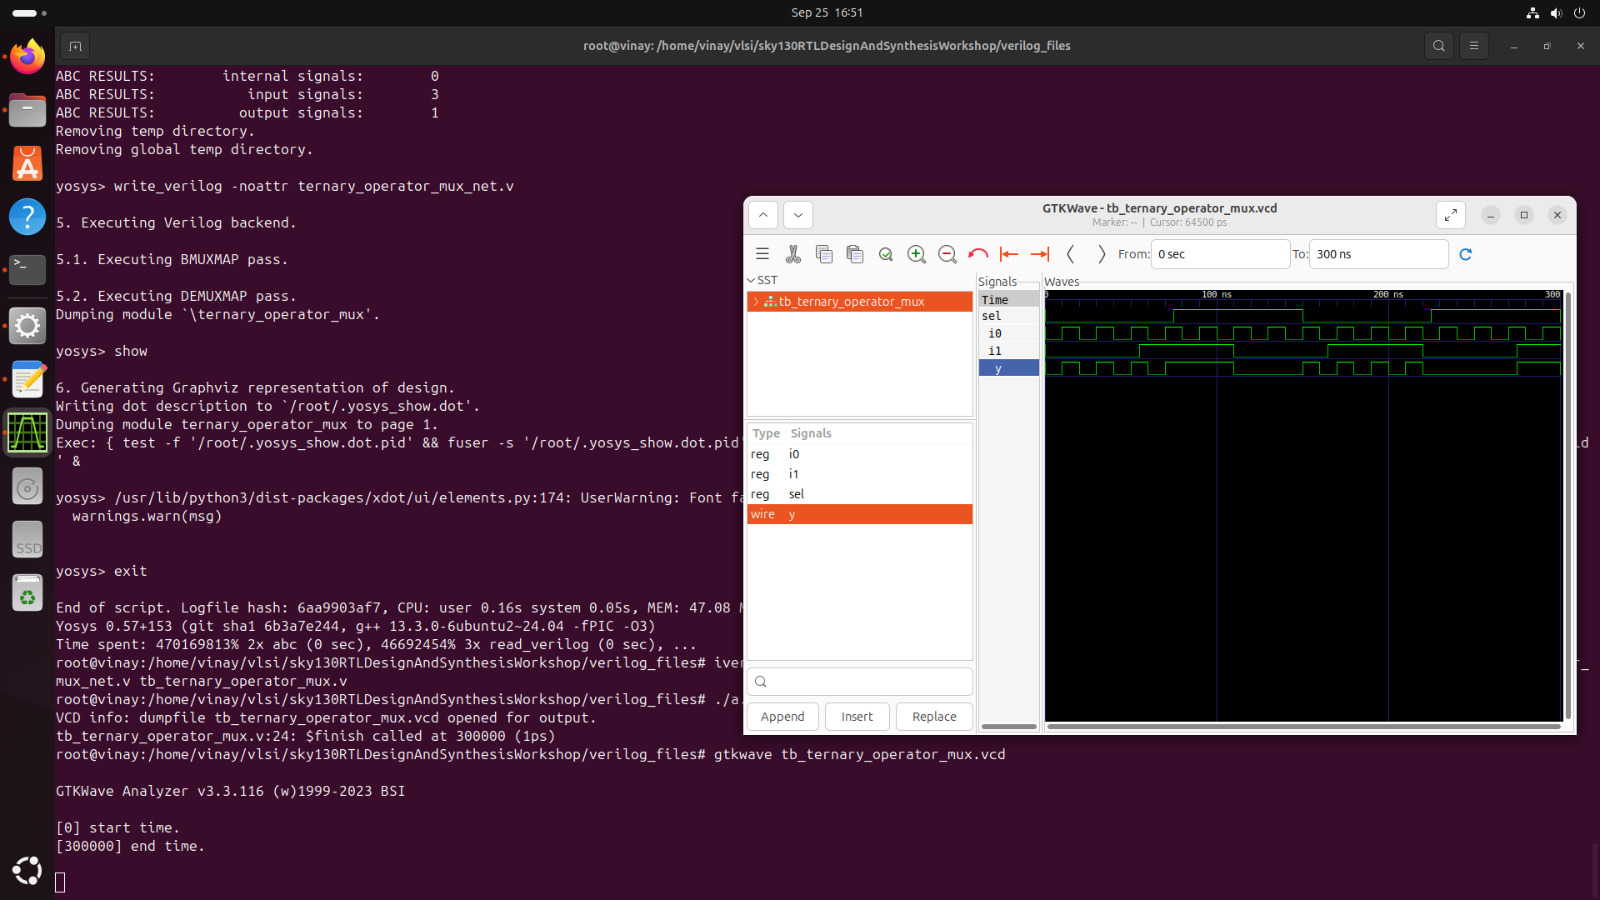 Sep 25 16:51
root@vinay: /home/vinay/vlsi/sky130RTLDesignAndSynthesisWorkshop/verilog_files
ABC RESULTS:        internal signals:        0
ABC RESULTS:           input signals:        3
ABC RESULTS:          output signals:        1
Removing temp directory.
Removing global temp directory.
yosys> write_verilog -noattr ternary_operator_mux_net.v
5. Executing Verilog backend.
5.1. Executing BMUXMAP pass.
5.2. Executing DEMUXMAP pass.
Dumping module `\ternary_operator_mux'.
yosys> show
6. Generating Graphviz representation of design.
Writing dot description to `/root/.yosys_show.dot'.
Dumping module ternary_operator_mux to page 1.
Exec: { test -f '/root/.yosys_show.dot.pid' && fuser -s '/root/.yosys_show.dot.pid'
' &
yosys> /usr/lib/python3/dist-packages/xdot/ui/elements.py:174: UserWarning: Font fa
  warnings.warn(msg)
yosys> exit
End of script. Logfile hash: 6aa9903af7, CPU: user 0.16s system 0.05s, MEM: 47.08 M
Yosys 0.57+153 (git sha1 6b3a7e244, g++ 13.3.0-6ubuntu2~24.04 -fPIC -O3)
Time spent: 470169813% 2x abc (0 sec), 46692454% 3x read_verilog (0 sec), ...
root@vinay:/home/vinay/vlsi/sky130RTLDesignAndSynthesisWorkshop/verilog_files# iver
mux_net.v tb_ternary_operator_mux.v
root@vinay:/home/vinay/vlsi/sky130RTLDesignAndSynthesisWorkshop/verilog_files# ./a.
VCD info: dumpfile tb_ternary_operator_mux.vcd opened for output.
tb_ternary_operator_mux.v:24: $finish called at 300000 (1ps)
root@vinay:/home/vinay/vlsi/sky130RTLDesignAndSynthesisWorkshop/verilog_files# gtkwave tb_ternary_operator_mux.vcd
GTKWave Analyzer v3.3.116 (w)1999-2023 BSI
[0] start time.
[300000] end time.
GTKWave - tb_ternary_operator_mux.vcd
Marker: -- | Cursor: 64500 ps
From: 0 sec To: 300 ns
SST
tb_ternary_operator_mux
Type Signals
reg i0
reg i1
reg sel
wire y
Append Insert Replace
Signals
Time
sel
i0
i1
y
Waves
0 100 ns 200 ns 300
SSD